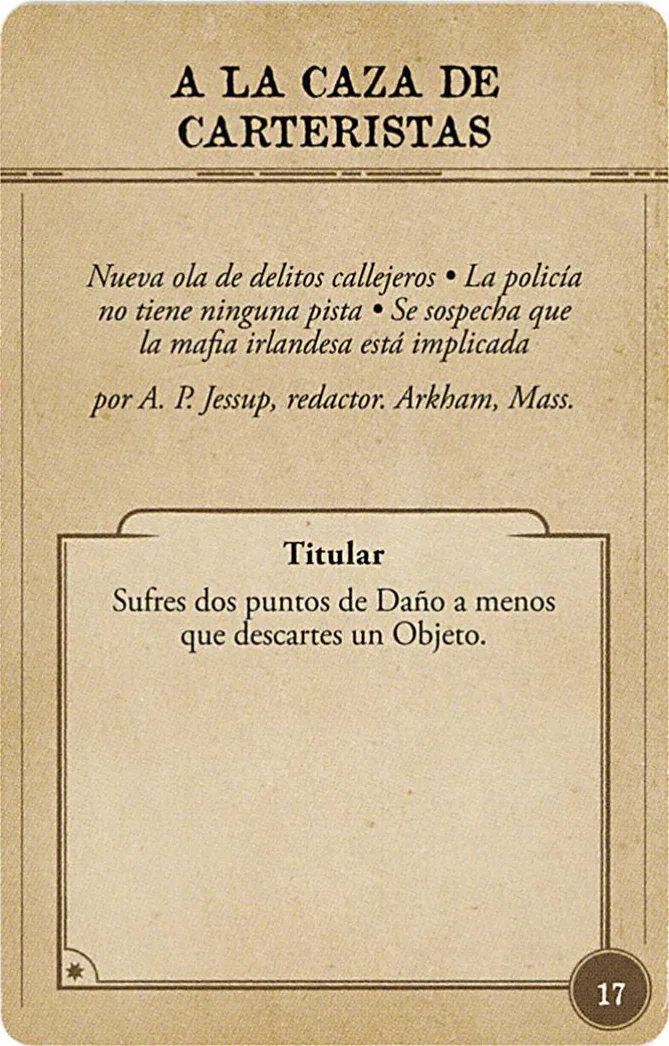 A LA CAZA DE
CARTERISTAS
Nueva ola de delitos callejeros • La policía
no tiene ninguna pista • Se sospecha que
la mafia irlandesa está implicada
por A. P. Jessup, redactor. Arkham, Mass.
Titular
Sufres dos puntos de Daño a menos
que descartes un Objeto.
17